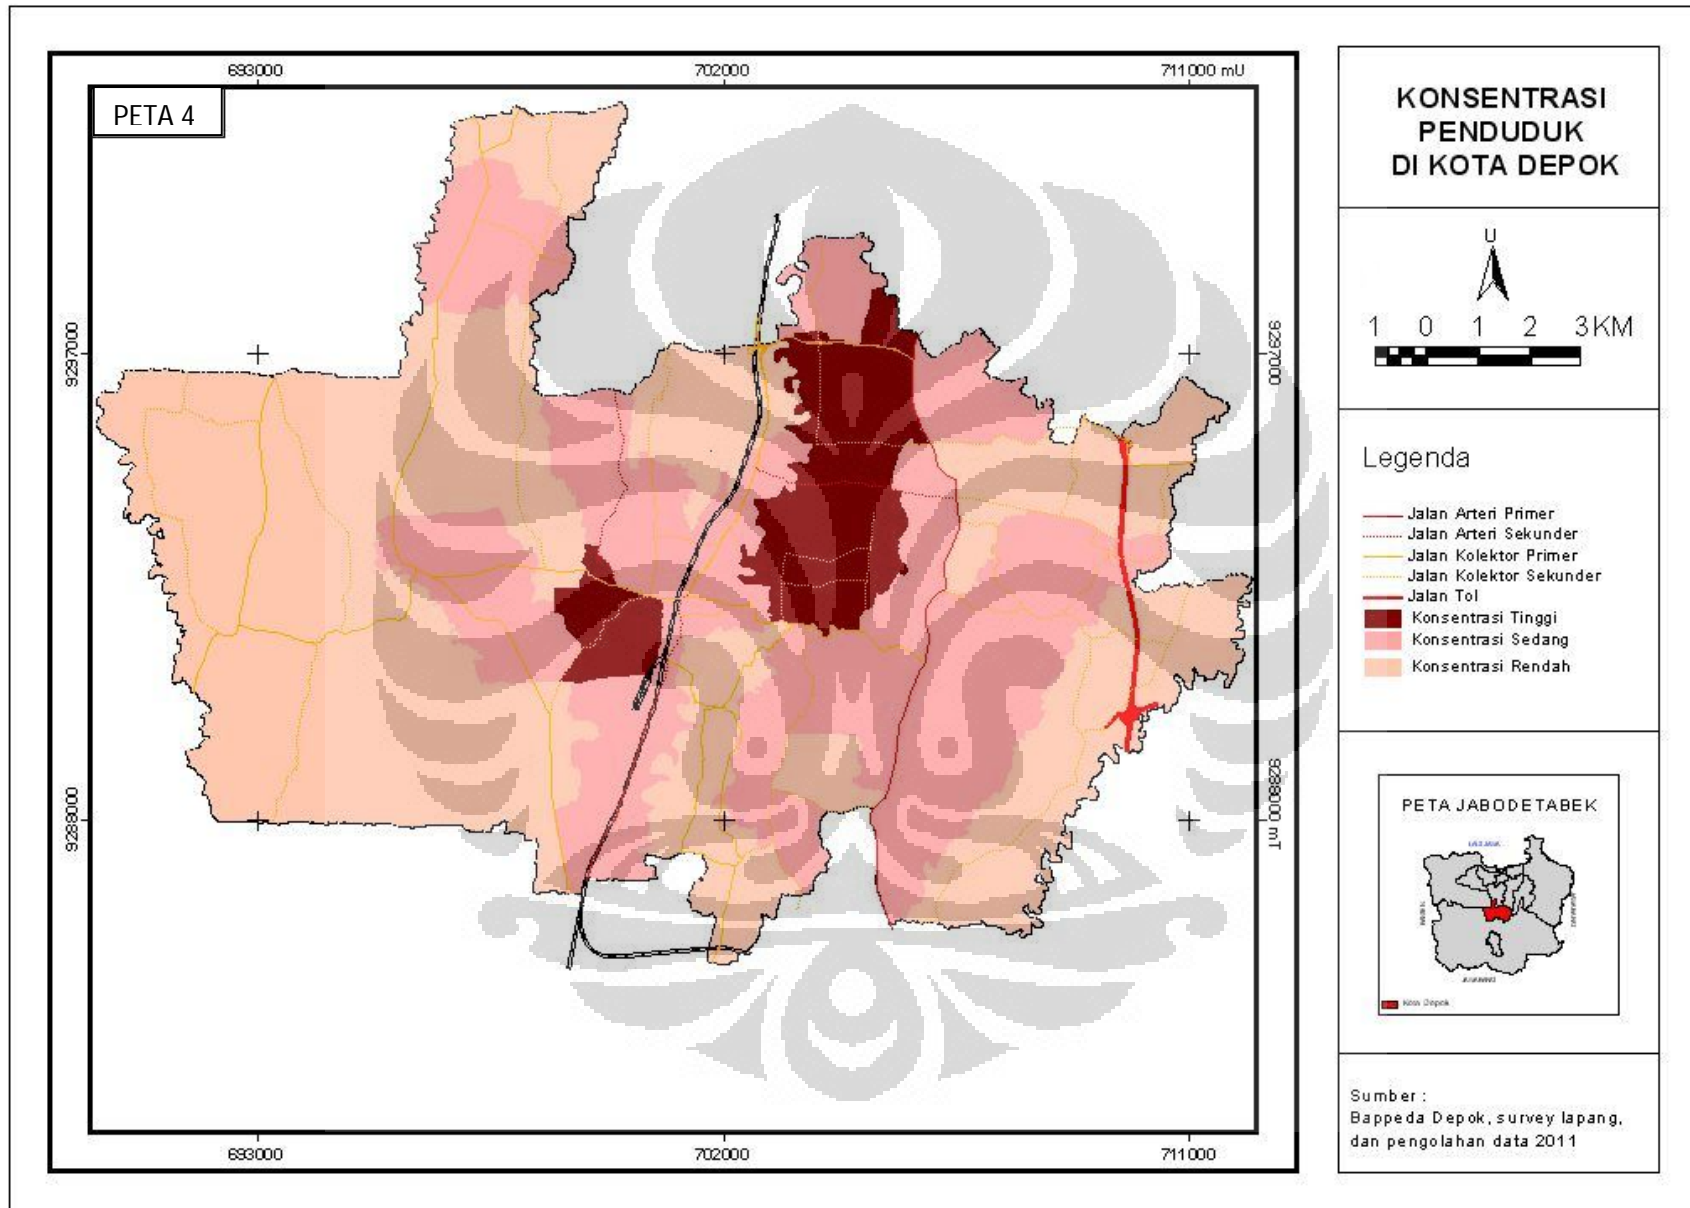 PETA 4
693000
702000
711000 mU
9297000
9288000
9297000
9288000 mT
693000
702000
711000
KONSENTRASI
PENDUDUK
DI KOTA DEPOK
U
1 0 1 2 3 KM
Legenda
Jalan Arteri Primer
Jalan Arteri Sekunder
Jalan Kolektor Primer
Jalan Kolektor Sekunder
Jalan Tol
Konsentrasi Tinggi
Konsentrasi Sedang
Konsentrasi Rendah
PETA JABODETABEK
Kota Depok
Sumber :
Bappeda Depok, survey lapang,
dan pengolahan data 2011